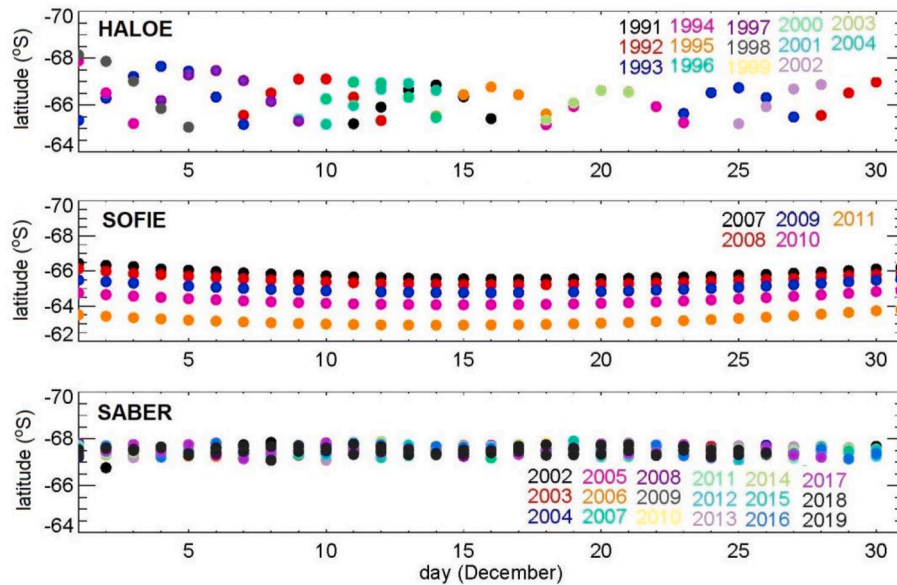 -70
HALOE
1991 1994 1997 2000 2003
1992 1995 1998 2001 2004
1993 1996 1999 2002
-68
-66
-64
latitude (°S)
5 10 15 20 25 30
-70
SOFIE
2007 2009 2011
2008 2010
-68
-66
-64
-62
latitude (°S)
5 10 15 20 25 30
-70
SABER
-68
-66
-64
latitude (°S)
2002 2005 2008 2011 2014 2017
2003 2006 2009 2012 2015 2018
2004 2007 2010 2013 2016 2019
5 10 15 20 25 30
day (December)